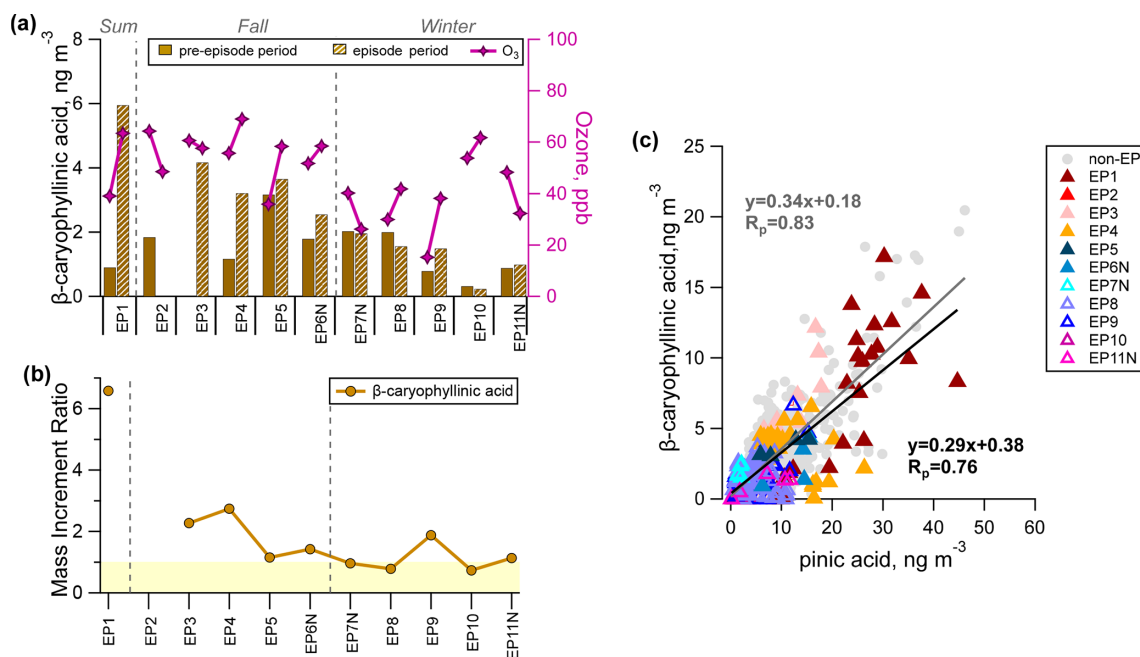 (a)
Sum
Fall
Winter
pre-episode period
episode period
O3
β-caryophyllinic acid, ng m-3
8
6
4
2
0
100
80
60
40
20
0
Ozone, ppb
EP1
EP2
EP3
EP4
EP5
EP6N
EP7N
EP8
EP9
EP10
EP11N
(b)
β-caryophyllinic acid
Mass Increment Ratio
6
4
2
0
EP1
EP2
EP3
EP4
EP5
EP6N
EP7N
EP8
EP9
EP10
EP11N
(c)
β-caryophyllinic acid,ng m-3
25
20
15
10
5
0
y=0.34x+0.18
Rp=0.83
y=0.29x+0.38
Rp=0.76
0
10
20
30
40
50
60
pinic acid, ng m-3
non-EP
EP1
EP2
EP3
EP4
EP5
EP6N
EP7N
EP8
EP9
EP10
EP11N